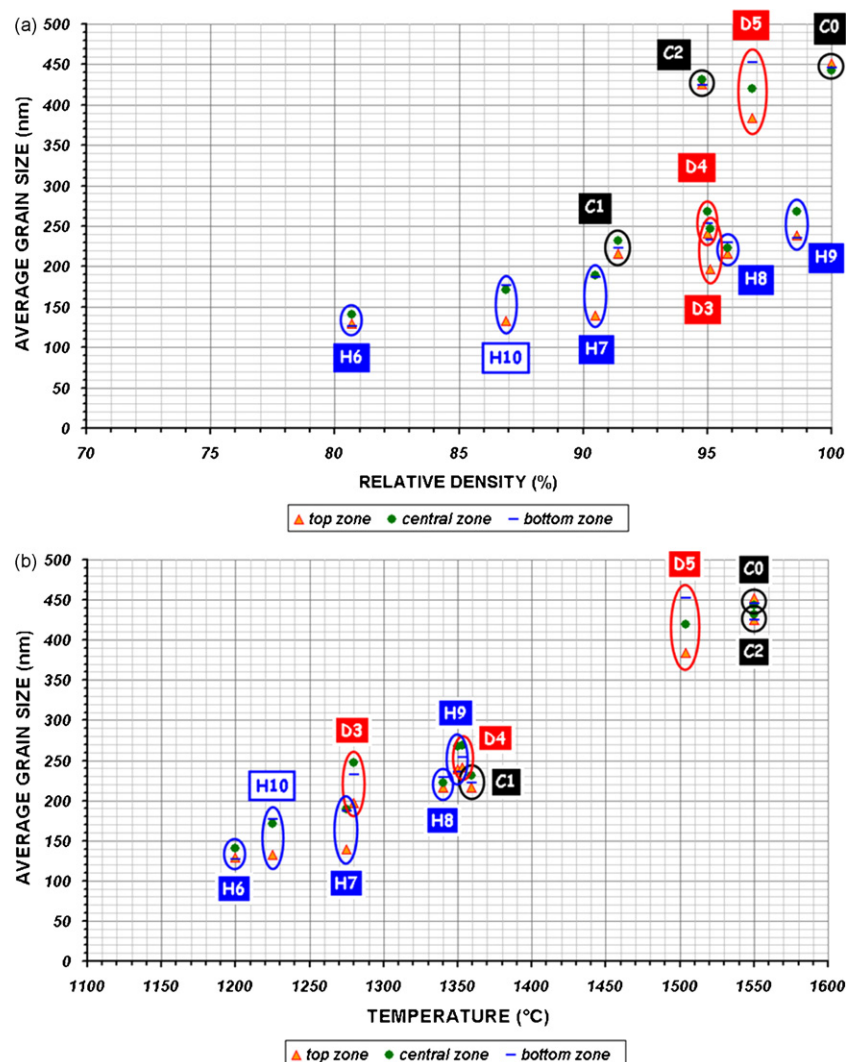 (a)
500
450
400
350
300
250
200
150
100
50
0
AVERAGE GRAIN SIZE (nm)
D5
C0
C2
D4
C1
H9
H8
D3
H6
H10
H7
70 75 80 85 90 95 100
RELATIVE DENSITY (%)
top zone central zone bottom zone
(b)
500
450
400
350
300
250
200
150
100
50
0
AVERAGE GRAIN SIZE (nm)
D5
C0
C2
H9
D3
D4
H10
C1
H8
H6
H7
1100 1150 1200 1250 1300 1350 1400 1450 1500 1550 1600
TEMPERATURE (°C)
top zone central zone bottom zone